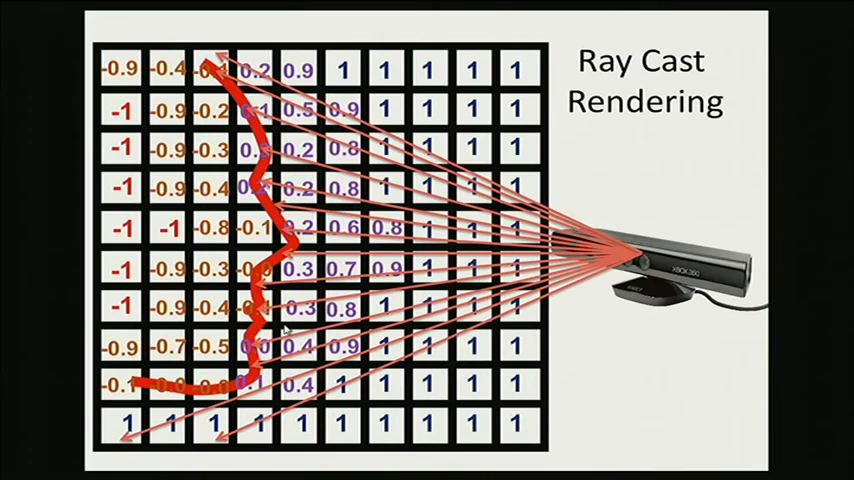 Ray Cast
Rendering
-0.9 -0.4 0.2 0.9 1 1 1 1 1
-1 -0.9 -0.2 0.5 0.9 1 1 1 1
-1 -0.9 -0.3 0.2 0.8 1 1 1 1
-1 -0.9 -0.4 0.2 0.8 1 1 1 1
-1 -1 -0.8 -0.1 0.2 0.6 0.8 1 1 1
-1 -0.9 -0.3 0.3 0.7 0.9 1 1 1
-1 -0.9 -0.4 0.3 0.8 1 1 1 1
-0.9 -0.7 -0.5 0.0 0.4 0.9 1 1 1 1
-0.1 0.1 0.4 1 1 1 1 1
1 1 1 1 1 1 1 1 1 1
XBOX 360